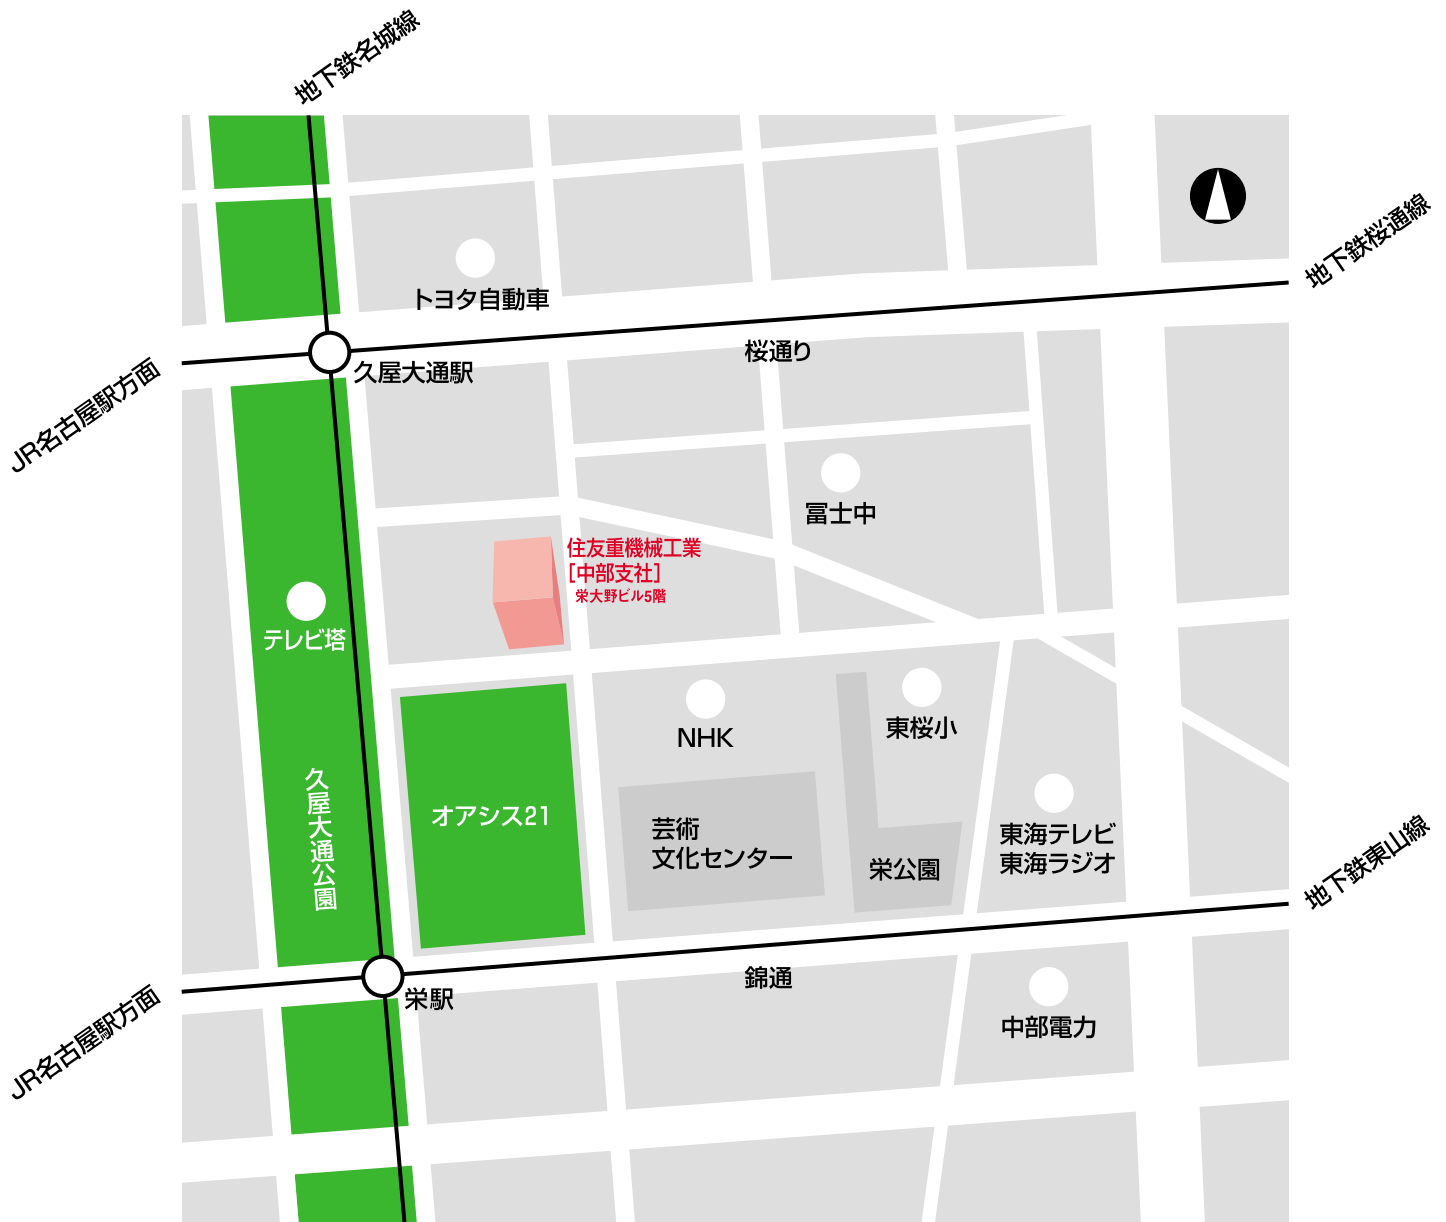 地下鉄名城線
地下鉄桜通線
トヨタ自動車
桜通り
久屋大通駅
JR名古屋駅方面
冨士中
住友重機械工業
[中部支社]
栄大野ビル5階
テレビ塔
NHK
東桜小
久屋大通公園
オアシス21
芸術
文化センター
栄公園
東海テレビ
東海ラジオ
地下鉄東山線
錦通
栄駅
中部電力
JR名古屋駅方面